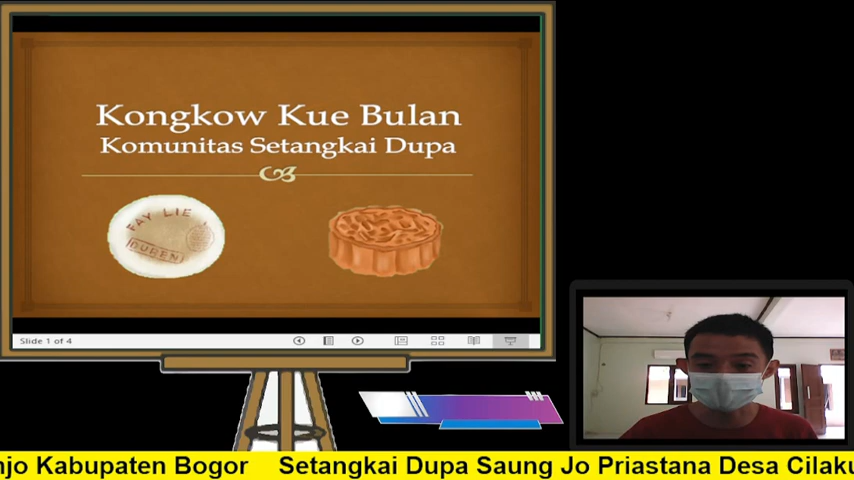 Kongkow Kue Bulan
Komunitas Setangkai Dupa
FAY LIE
DUREN
Slide 1 of 4
njo Kabupaten Bogor Setangkai Dupa Saung Jo Priastana Desa Cilaku